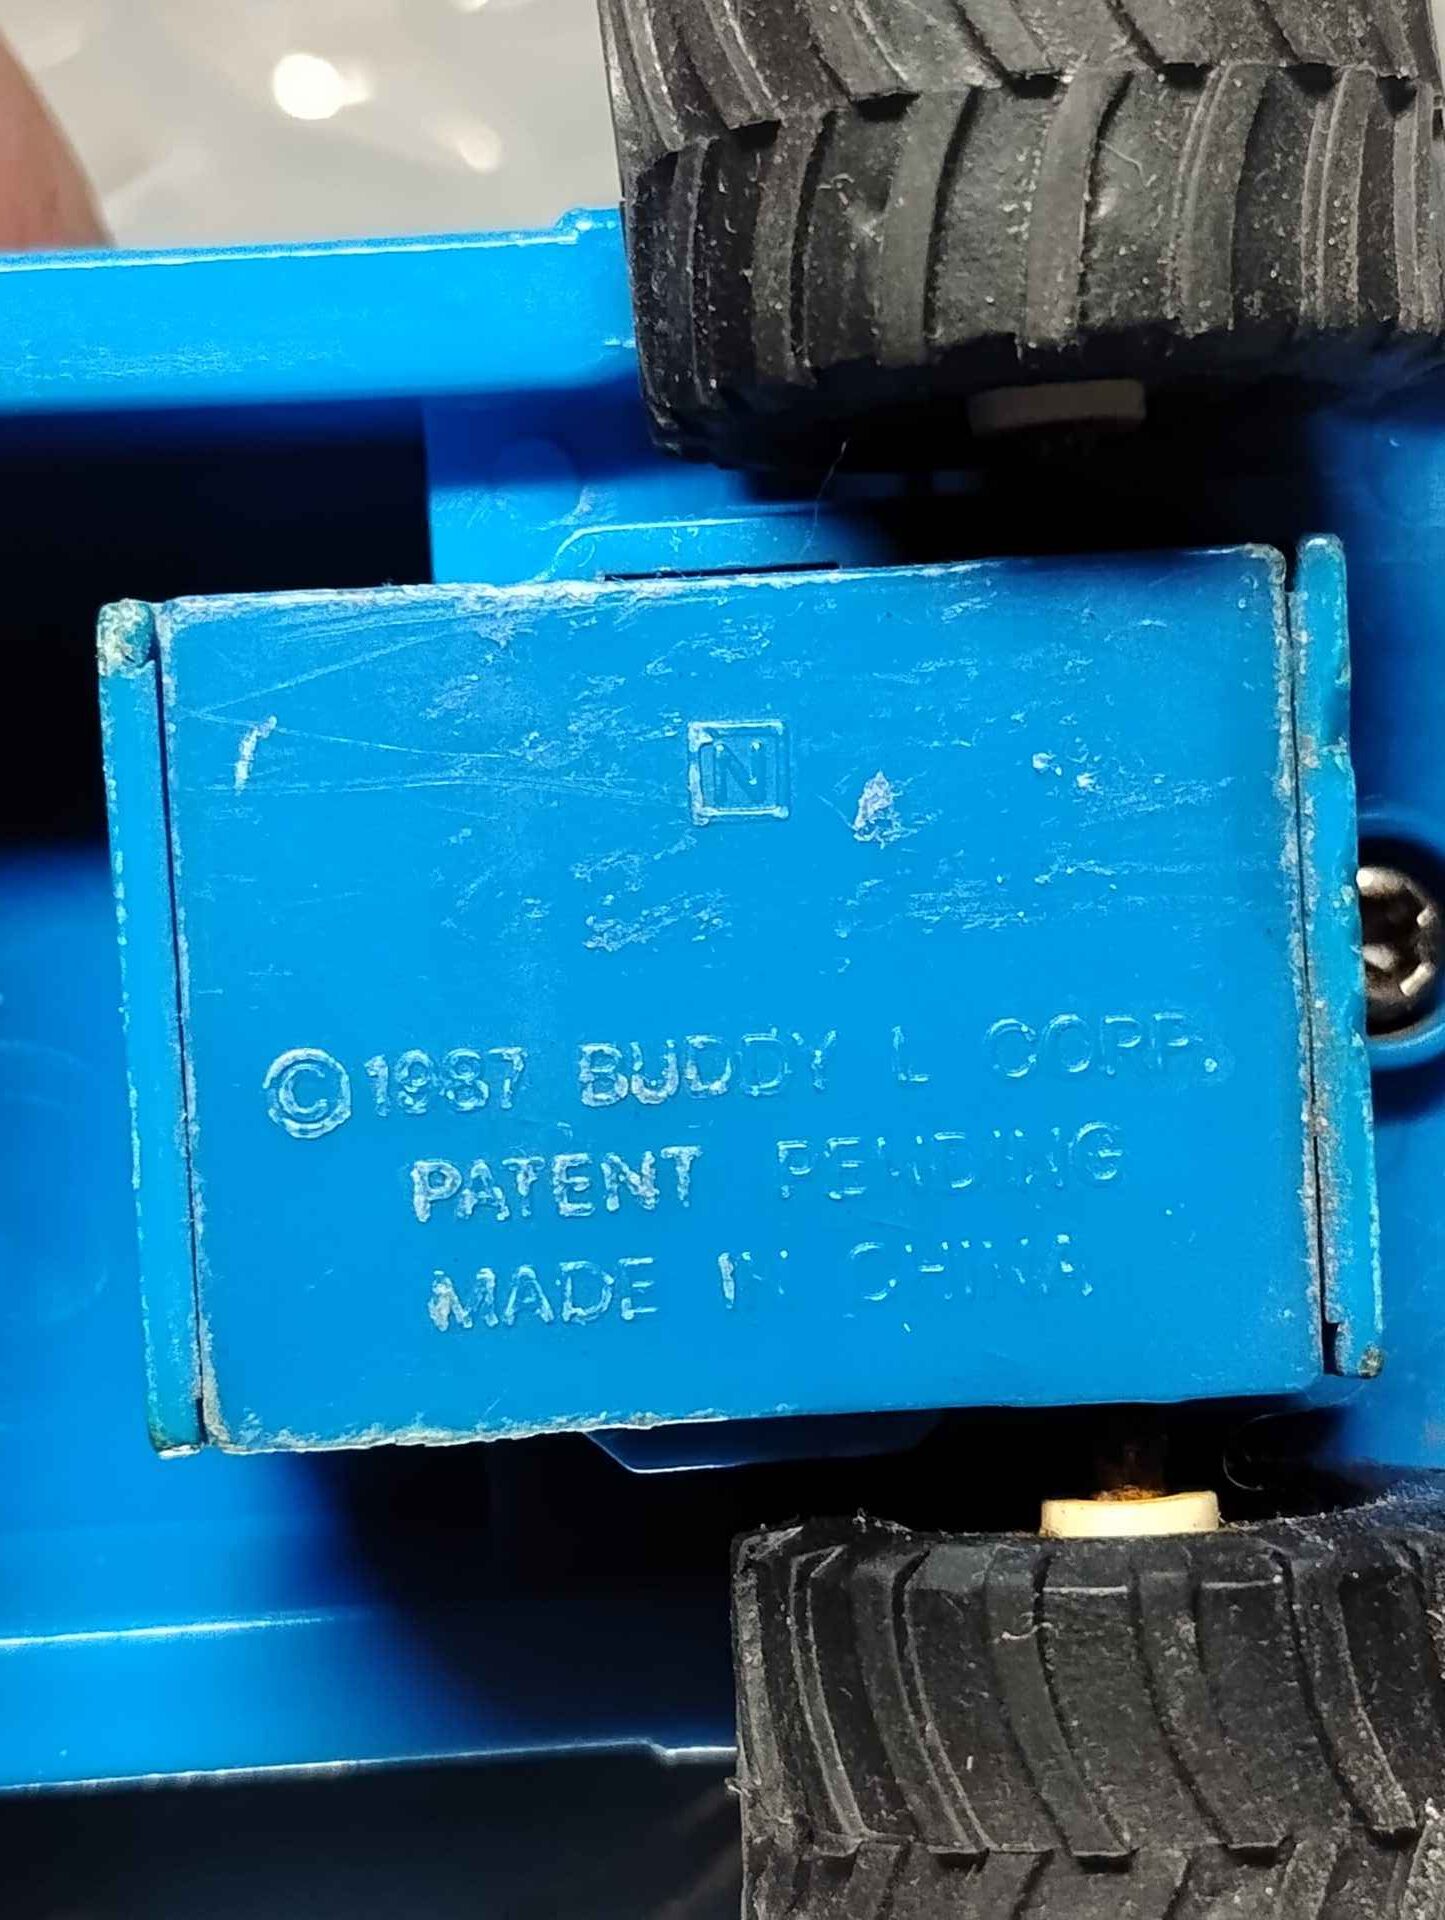 N
©1987 BUDDY L CORP.
PATENT PENDING
MADE IN CHINA